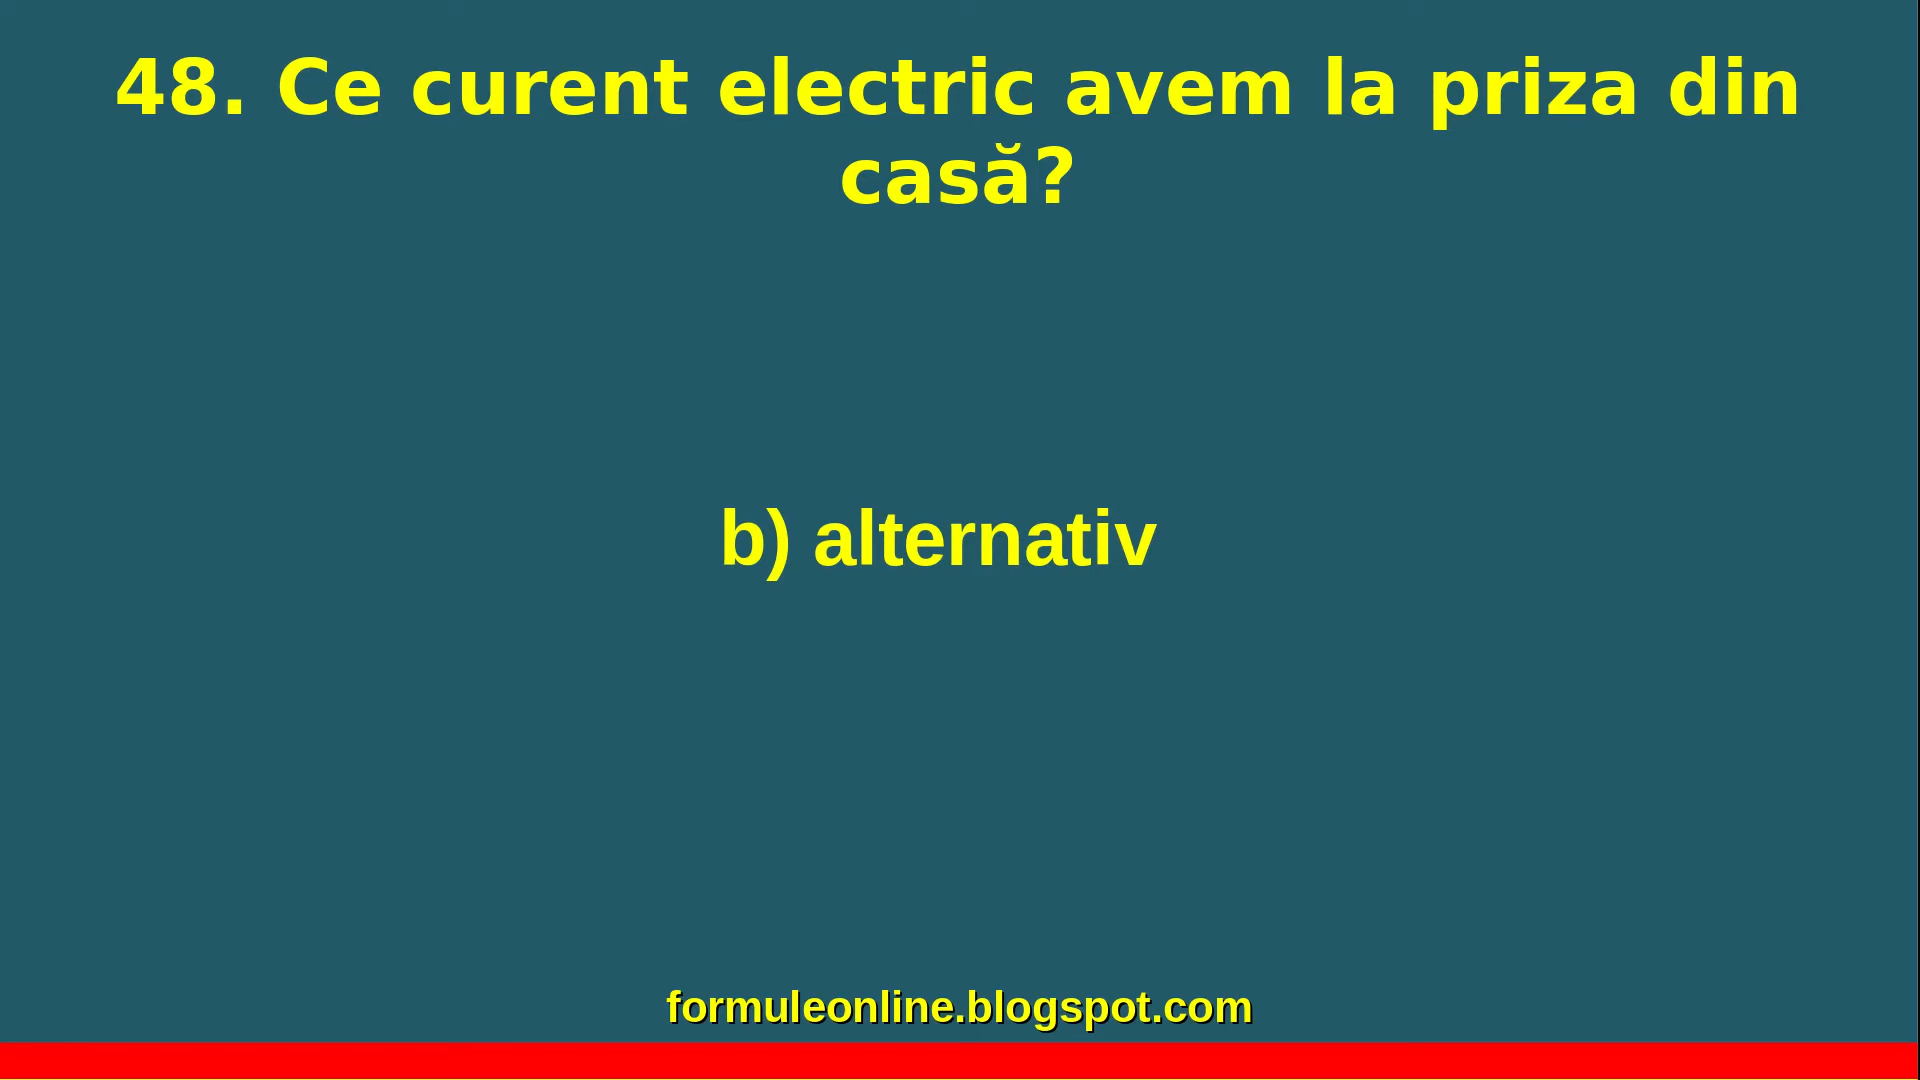 48. Ce curent electric avem la priza din
casă?
b) alternativ
formuleonline.blogspot.com